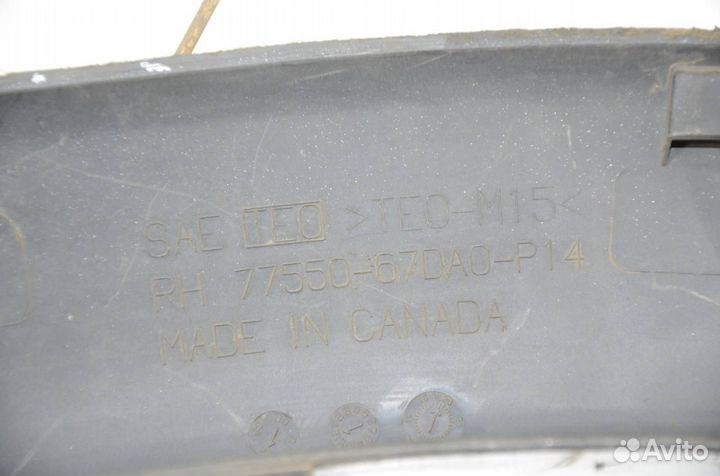 SAE TEO >TEO-M15<
RH 77550-67DA0-P14
MADE IN CANADA
Avito